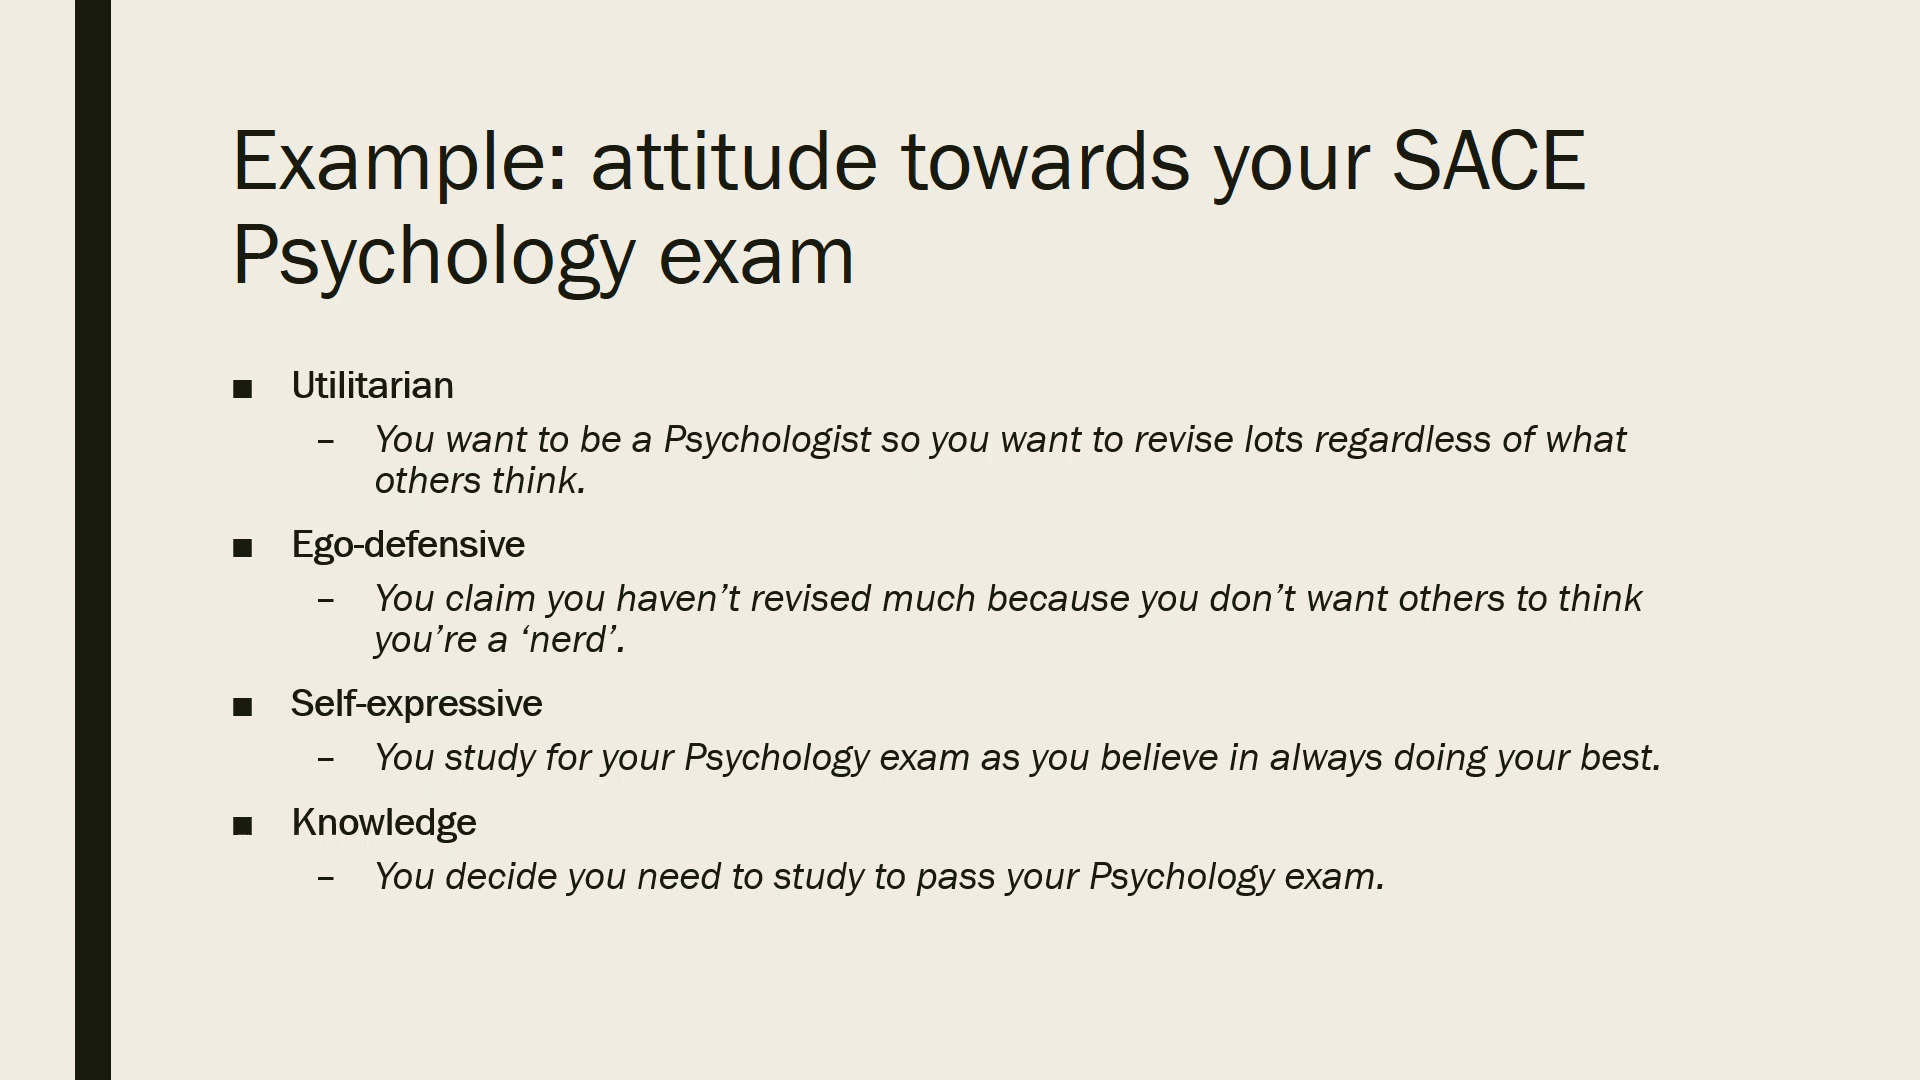 Example: attitude towards your SACE
Psychology exam
■ Utilitarian
– You want to be a Psychologist so you want to revise lots regardless of what
others think.
■ Ego-defensive
– You claim you haven’t revised much because you don’t want others to think
you’re a ‘nerd’.
■ Self-expressive
– You study for your Psychology exam as you believe in always doing your best.
■ Knowledge
– You decide you need to study to pass your Psychology exam.